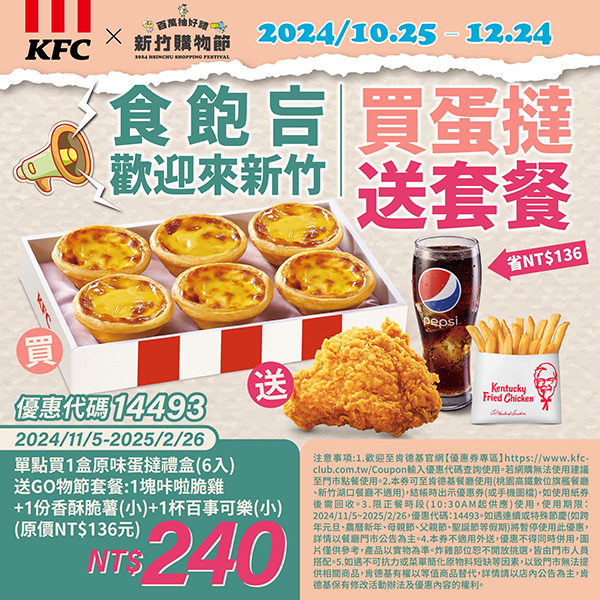 KFC × 百萬抽好禮 新竹購物節
2024 HSINCHU SHOPPING FESTIVAL
2024/10.25 – 12.24
食飽吂
歡迎來新竹
買蛋撻
送套餐
省NT$136
KFC
pepsi
買
送
Kentucky
Fried Chicken
優惠代碼14493
2024/11/5-2025/2/26
單點買1盒原味蛋撻禮盒(6入)
送GO物節套餐:1塊咔啦脆雞
+1份香酥脆薯(小)+1杯百事可樂(小)
(原價NT$136元)
NT$240
注意事項:1.歡迎至肯德基官網【優惠券專區】https://www.kfc-
club.com.tw/Coupon輸入優惠代碼查詢使用。若網購無法使用建議
至門市點餐使用。2.本券可至肯德基餐廳使用(桃園高鐵數位旗艦餐廳
、新竹湖口餐廳不適用),結帳時出示優惠券(或手機圖檔),如使用紙券
後需回收。3.限正餐時段(10:30AM起供應)使用,使用期限:
2024/11/5~2025/2/26,優惠代碼:14493。如遇連續或特殊節慶(如跨
年元旦、農曆新年、母親節、父親節、聖誕節等假期)將暫停使用此優惠,
詳情以餐廳門市公告為主。4.本券不適用外送,優惠不得同時併用,圖
片僅供參考,產品以實物為準。炸雞部位恕不開放挑選,皆由門市人員
搭配。5.如遇不可抗力或菜單簡化原物料短缺等因素,以致門市無法提
供相關商品,肯德基有權以等值商品替代,詳情請以店內公告為主,肯
德基保有修改活動辦法及優惠內容的權利。